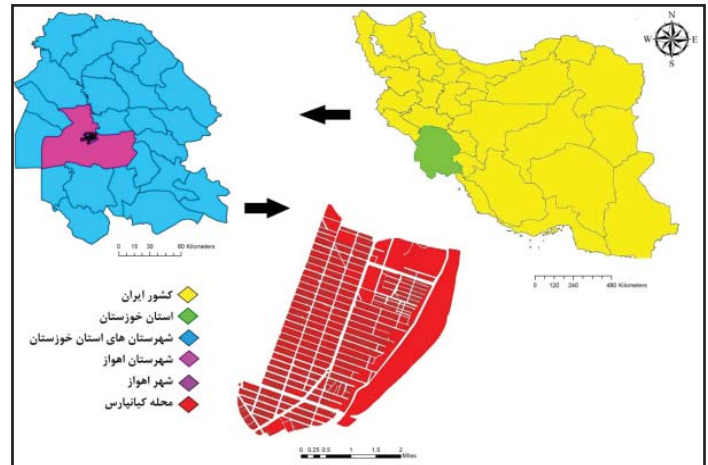 N
W E
S
0 15 30 60 Kilometers
0 120 240 480 Kilometers
کشور ایران
استان خوزستان
شهرستان های استان خوزستان
شهرستان اهواز
شهر اهواز
محله کیانپارس
0 0.25 0.5 1 1.5 2
Miles